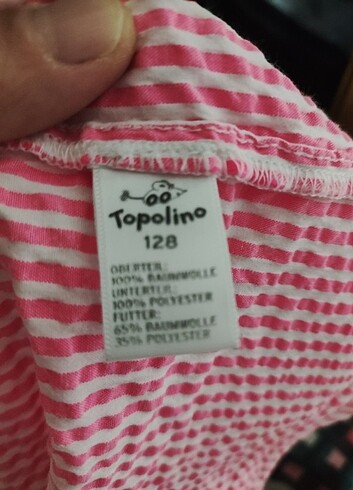 Topolino
128
OBERTEIL:
100% BAUMWOLLE
UNTERTEIL:
100% POLYESTER
FUTTER:
65% BAUMWOLLE
35% POLYESTER